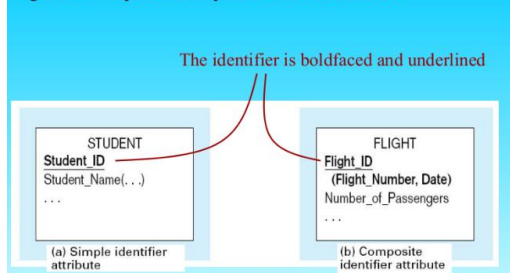 The identifier is boldfaced and underlined
STUDENT
Student_ID
Student_Name(. . .)
. . .
(a) Simple identifier
attribute
FLIGHT
Flight_ID
(Flight_Number, Date)
Number_of_Passengers
. . .
(b) Composite
identifier attribute